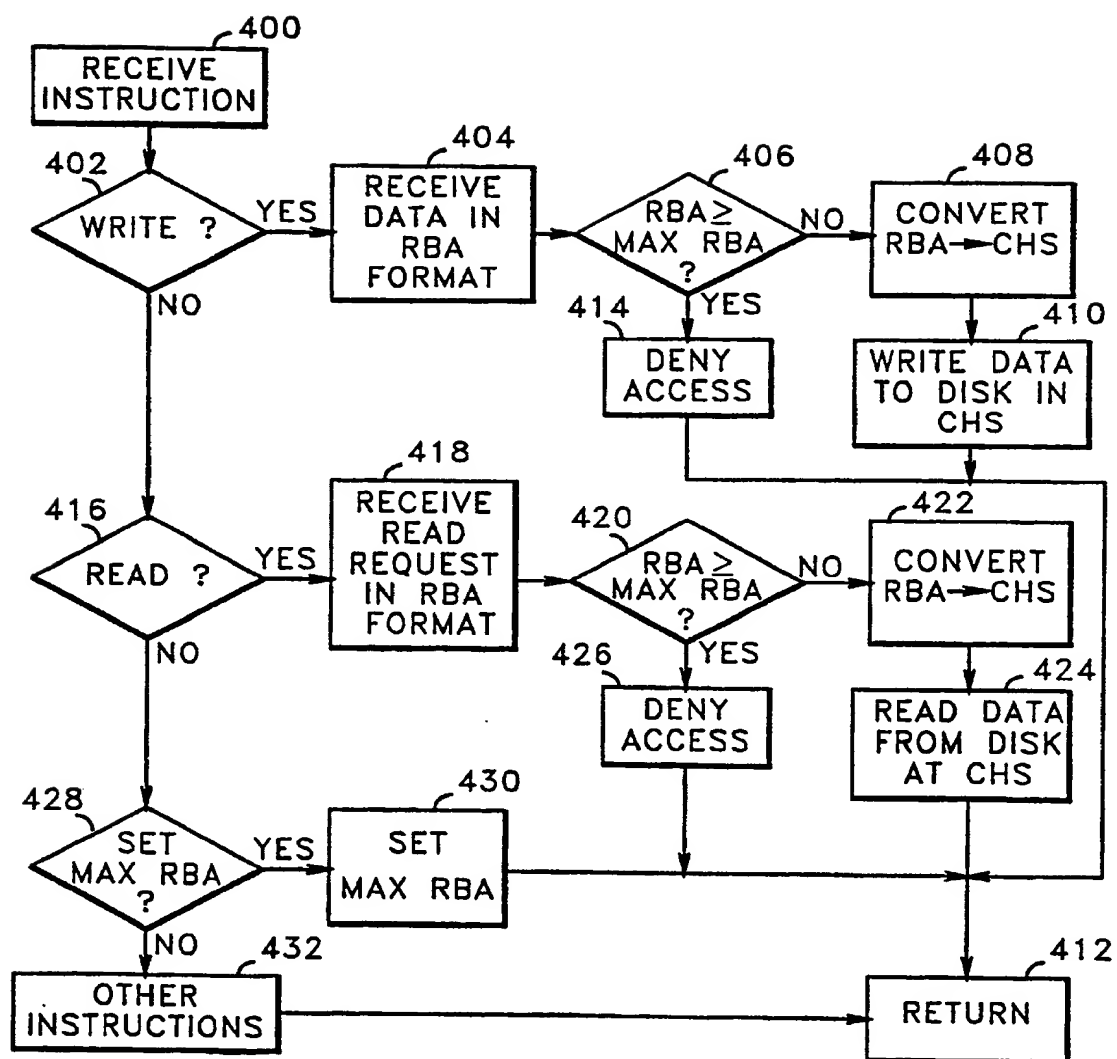 400
RECEIVE
INSTRUCTION
402
WRITE ?
YES
NO
404
RECEIVE
DATA IN
RBA
FORMAT
406
RBA ≥
MAX RBA
?
NO
YES
408
CONVERT
RBA→CHS
414
DENY
ACCESS
410
WRITE DATA
TO DISK IN
CHS
416
READ ?
YES
NO
418
RECEIVE
READ
REQUEST
IN RBA
FORMAT
420
RBA ≥
MAX RBA
?
NO
YES
422
CONVERT
RBA→CHS
426
DENY
ACCESS
424
READ DATA
FROM DISK
AT CHS
428
SET
MAX RBA
?
YES
NO
430
SET
MAX RBA
432
OTHER
INSTRUCTIONS
412
RETURN